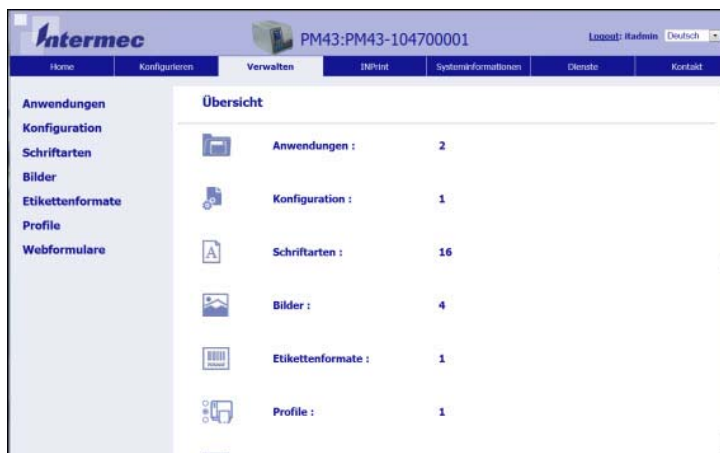 Intermec
PM43:PM43-104700001
Logout: itadmin Deutsch
Home Konfigurieren Verwalten INPrint Systeminformationen Dienste Kontakt
Anwendungen
Konfiguration
Schriftarten
Bilder
Etikettenformate
Profile
Webformulare
Übersicht
Anwendungen : 2
Konfiguration : 1
Schriftarten : 16
Bilder : 4
Etikettenformate : 1
Profile : 1